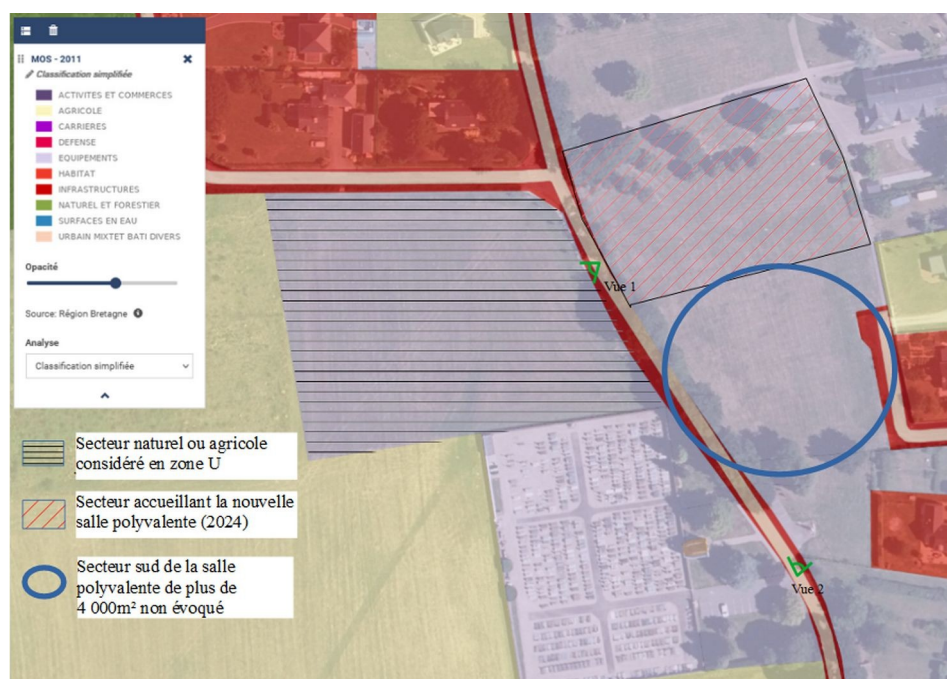 MOS - 2011
Classification simplifiée
ACTIVITES ET COMMERCES
AGRICOLE
CARRIERES
DEFENSE
EQUIPEMENTS
HABITAT
INFRASTRUCTURES
NATUREL ET FORESTIER
SURFACES EN EAU
URBAIN MIXTET BATI DIVERS
Opacité
Source: Région Bretagne
Analyse
Classification simplifiée
Secteur naturel ou agricole
considéré en zone U
Secteur accueillant la nouvelle
salle polyvalente (2024)
Secteur sud de la salle
polyvalente de plus de
4 000m² non évoqué
Vue 1
Vue 2